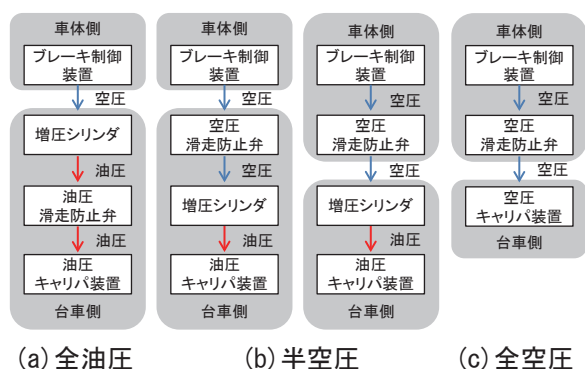 車体側
ブレーキ制御
装置
空圧
増圧シリンダ
油圧
油圧
滑走防止弁
油圧
油圧
キャリパ装置
台車側
(a) 全油圧
車体側
ブレーキ制御
装置
空圧
空圧
滑走防止弁
空圧
増圧シリンダ
油圧
油圧
キャリパ装置
台車側
車体側
ブレーキ制御
装置
空圧
空圧
滑走防止弁
空圧
増圧シリンダ
油圧
油圧
キャリパ装置
台車側
(b) 半空圧
車体側
ブレーキ制御
装置
空圧
空圧
滑走防止弁
空圧
空圧
キャリパ装置
台車側
(c) 全空圧